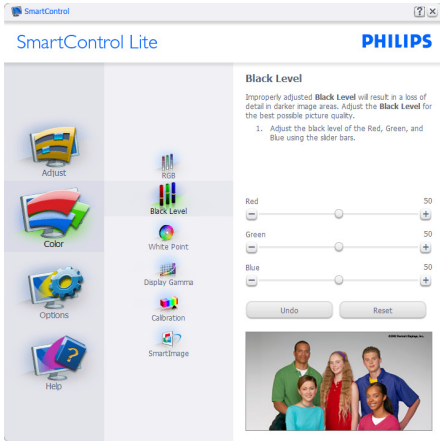 SmartControl
?
×
SmartControl Lite
PHILIPS
Adjust
Color
Options
Help
RGB
Black Level
White Point
Display Gamma
Calibration
SmartImage
Black Level
Improperly adjusted Black Level will result in a loss of
detail in darker image areas. Adjust the Black Level for
the best possible picture quality.
1. Adjust the black level of the Red, Green, and
Blue using the slider bars.
Red 50
Green 50
Blue 50
Undo Reset